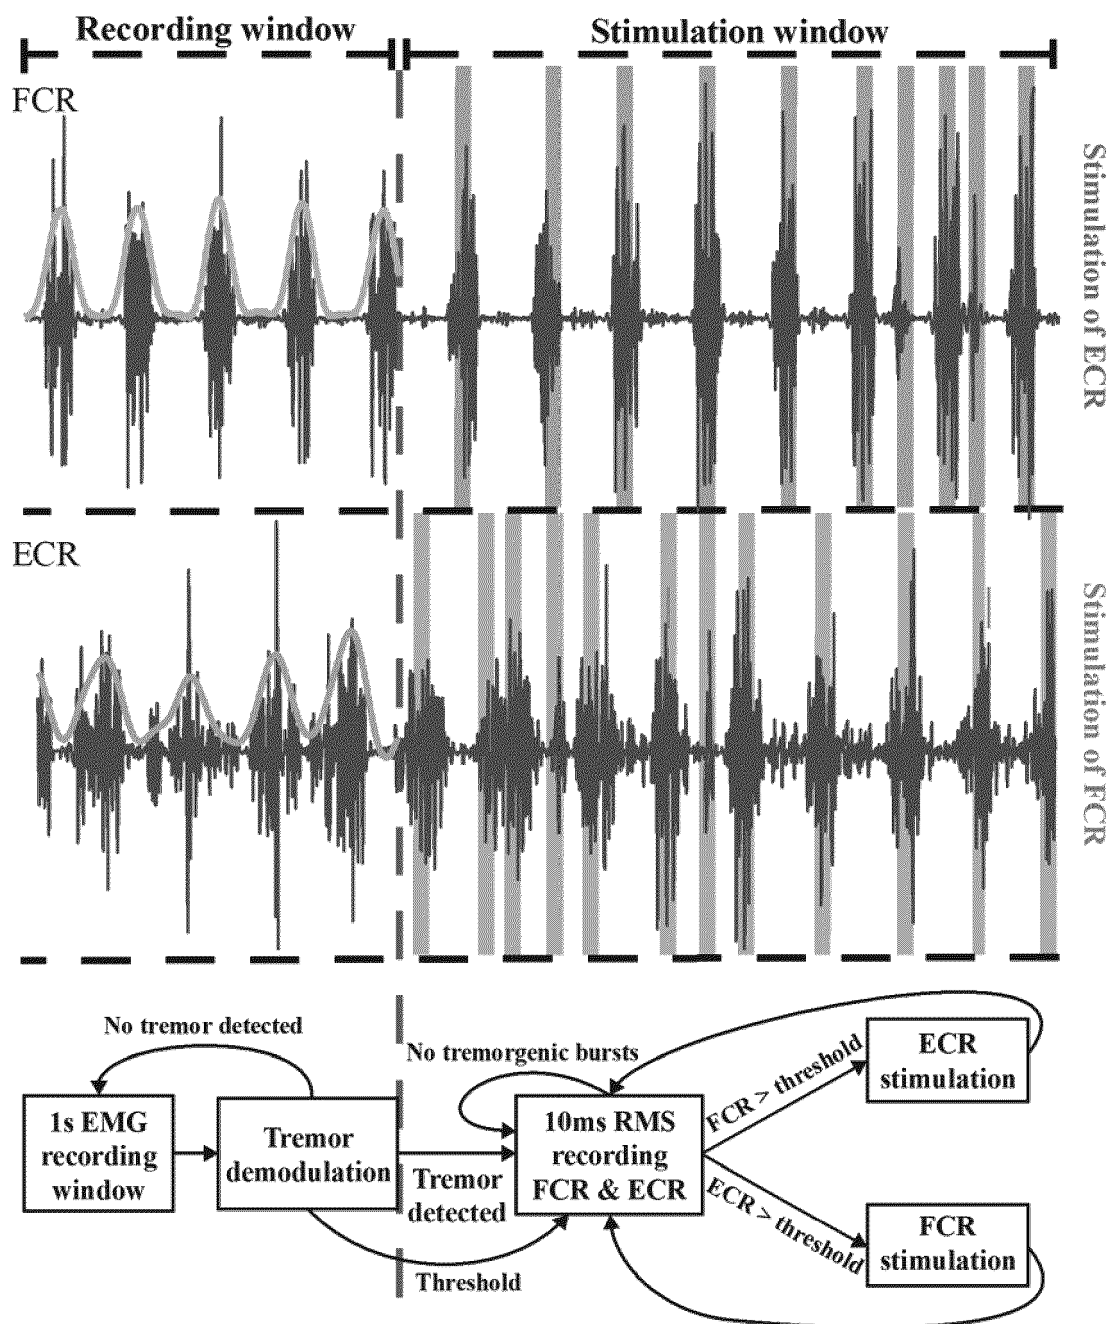 Recording window
Stimulation window
FCR
Stimulation of ECR
ECR
Stimulation of FCR
No tremor detected
No tremorgenic bursts
1s EMG
recording
window
Tremor
demodulation
Tremor
detected
Threshold
10ms RMS
recording
FCR & ECR
FCR > threshold
ECR > threshold
ECR
stimulation
FCR
stimulation